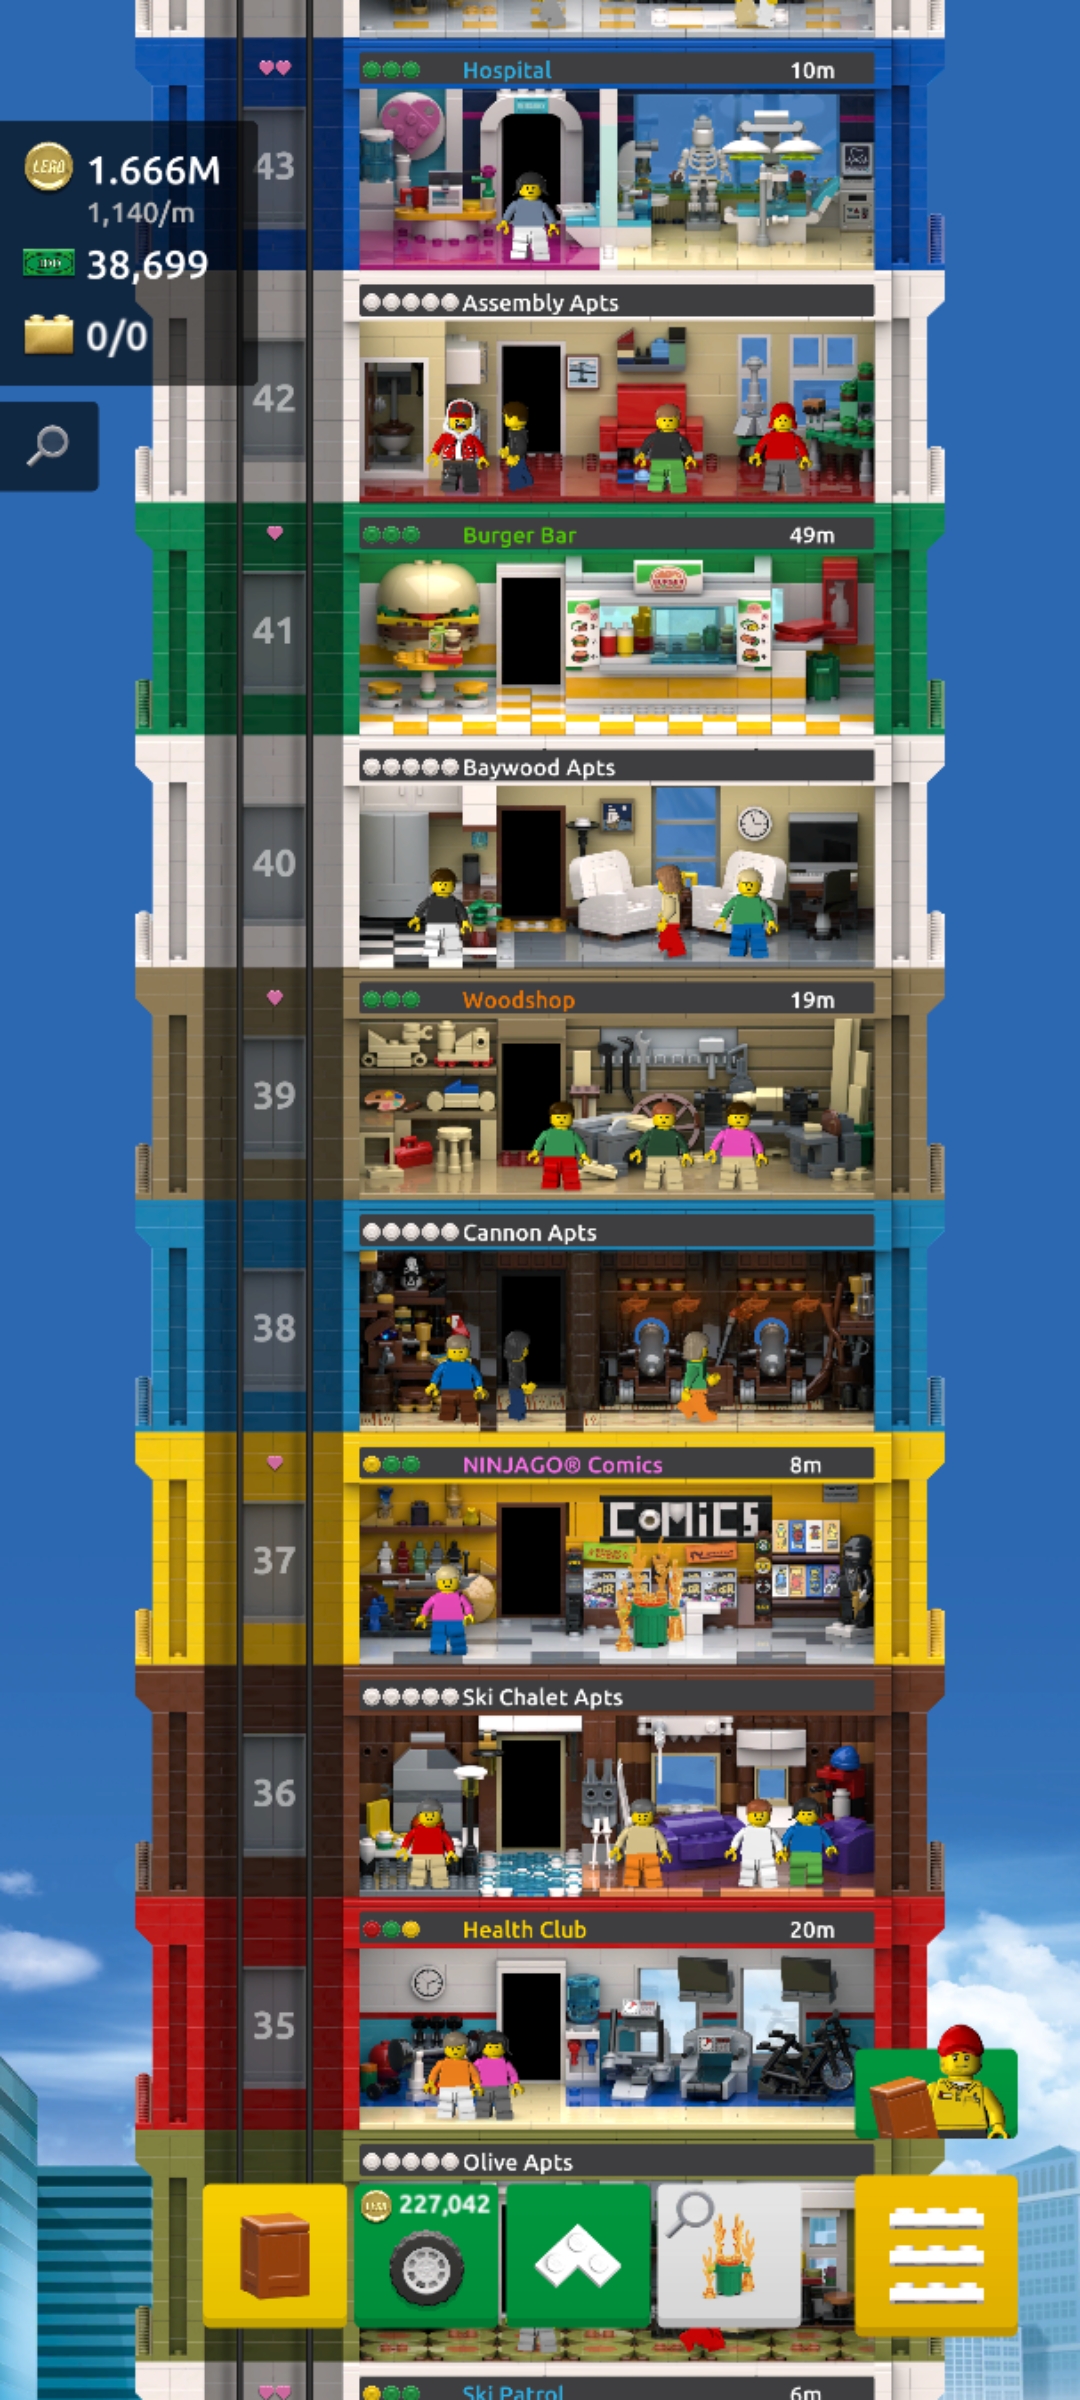 Hospital 10m
43
LEGO 1.666M
1,140/m
38,699
0/0
Assembly Apts
42
Burger Bar 49m
41
Baywood Apts
40
Woodshop 19m
39
Cannon Apts
38
NINJAGO® Comics 8m
COMiCS
37
Ski Chalet Apts
36
Health Club 20m
35
Olive Apts
227,042
Ski Patrol 6m